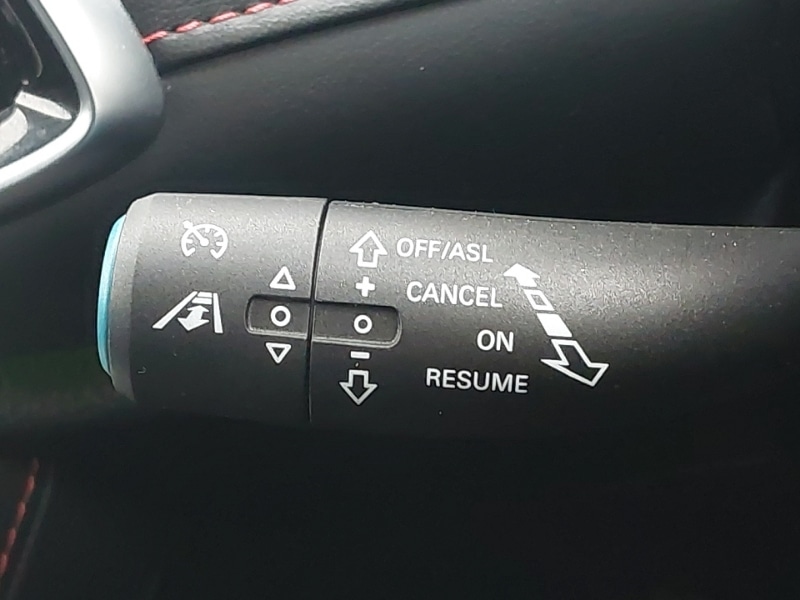 OFF/ASL
+ CANCEL
ON
-
RESUME